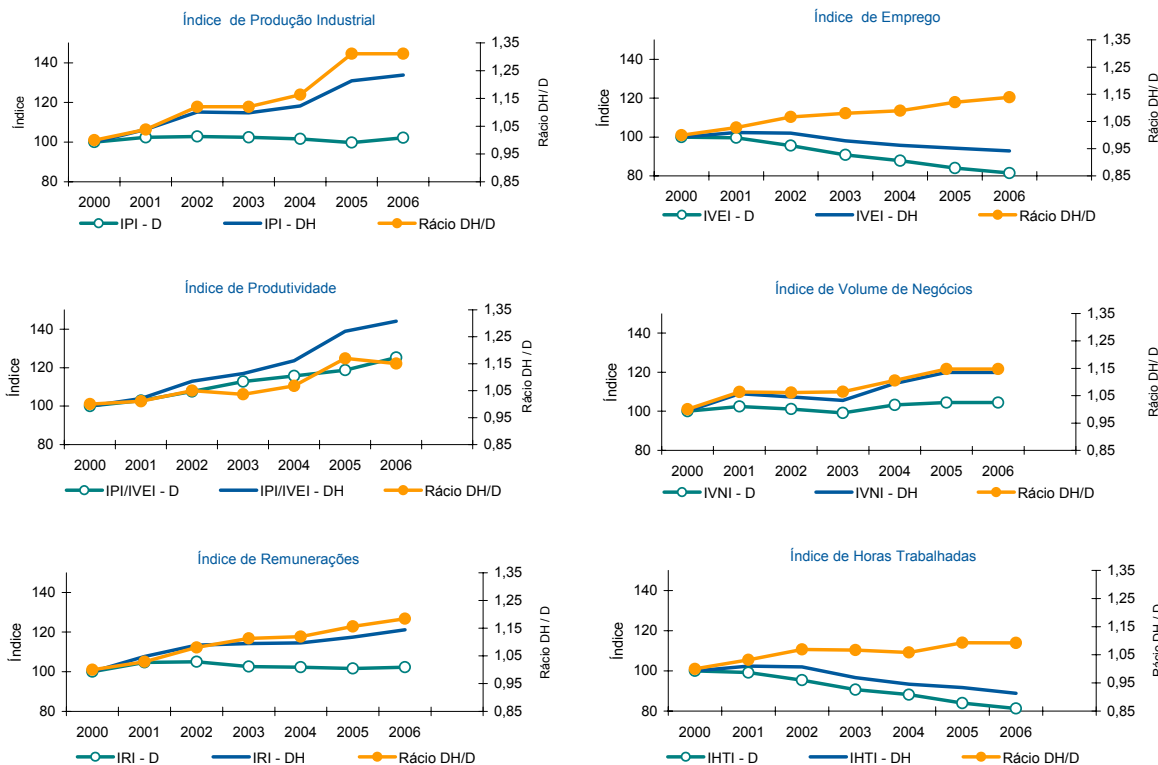 Índice de Produção Industrial
Índice
140
120
100
80
1,35
1,25
1,15
1,05
0,95
0,85
Rácio DH/D
2000 2001 2002 2003 2004 2005 2006
IPI - D IPI - DH Rácio DH/D
Índice de Emprego
Índice
140
120
100
80
1,35
1,25
1,15
1,05
0,95
0,85
Rácio DH/D
2000 2001 2002 2003 2004 2005 2006
IVEI - D IVEI - DH Rácio DH/D
Índice de Produtividade
Índice
140
120
100
80
1,35
1,25
1,15
1,05
0,95
0,85
Rácio DH / D
2000 2001 2002 2003 2004 2005 2006
IPI/IVEI - D IPI/IVEI - DH Rácio DH/D
Índice de Volume de Negócios
Índice
140
120
100
80
1,35
1,25
1,15
1,05
0,95
0,85
Rácio DH/D
2000 2001 2002 2003 2004 2005 2006
IVNI - D IVNI - DH Rácio DH/D
Índice de Remunerações
Índice
140
120
100
80
1,35
1,25
1,15
1,05
0,95
0,85
Rácio DH / D
2000 2001 2002 2003 2004 2005 2006
IRI - D IRI - DH Rácio DH/D
Índice de Horas Trabalhadas
Índice
140
120
100
80
1,35
1,25
1,15
1,05
0,95
0,85
Rácio DH/D
2000 2001 2002 2003 2004 2005 2006
IHTI - D IHTI - DH Rácio DH/D